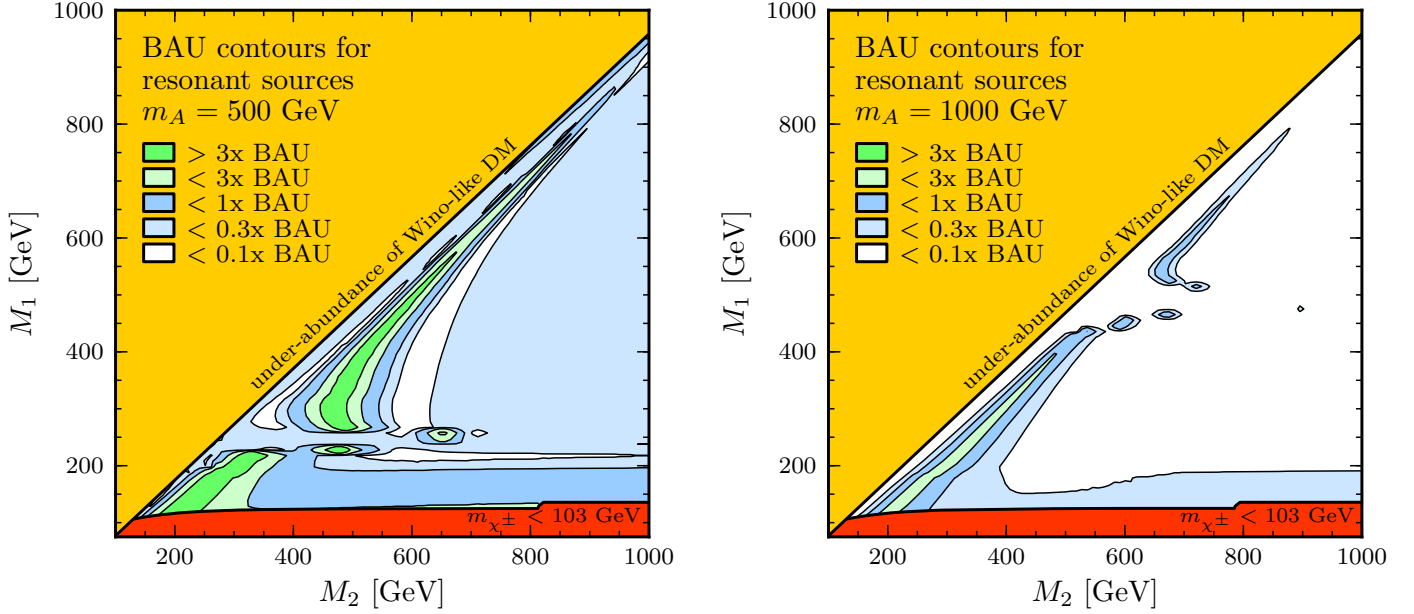 1000
800
600
400
200
M₁ [GeV]
BAU contours for
resonant sources
m_A = 500 GeV
> 3x BAU
< 3x BAU
< 1x BAU
< 0.3x BAU
< 0.1x BAU
under-abundance of Wino-like DM
m_χ± < 103 GeV
200 400 600 800 1000
M₂ [GeV]
1000
800
600
400
200
M₁ [GeV]
BAU contours for
resonant sources
m_A = 1000 GeV
> 3x BAU
< 3x BAU
< 1x BAU
< 0.3x BAU
< 0.1x BAU
under-abundance of Wino-like DM
m_χ± < 103 GeV
200 400 600 800 1000
M₂ [GeV]